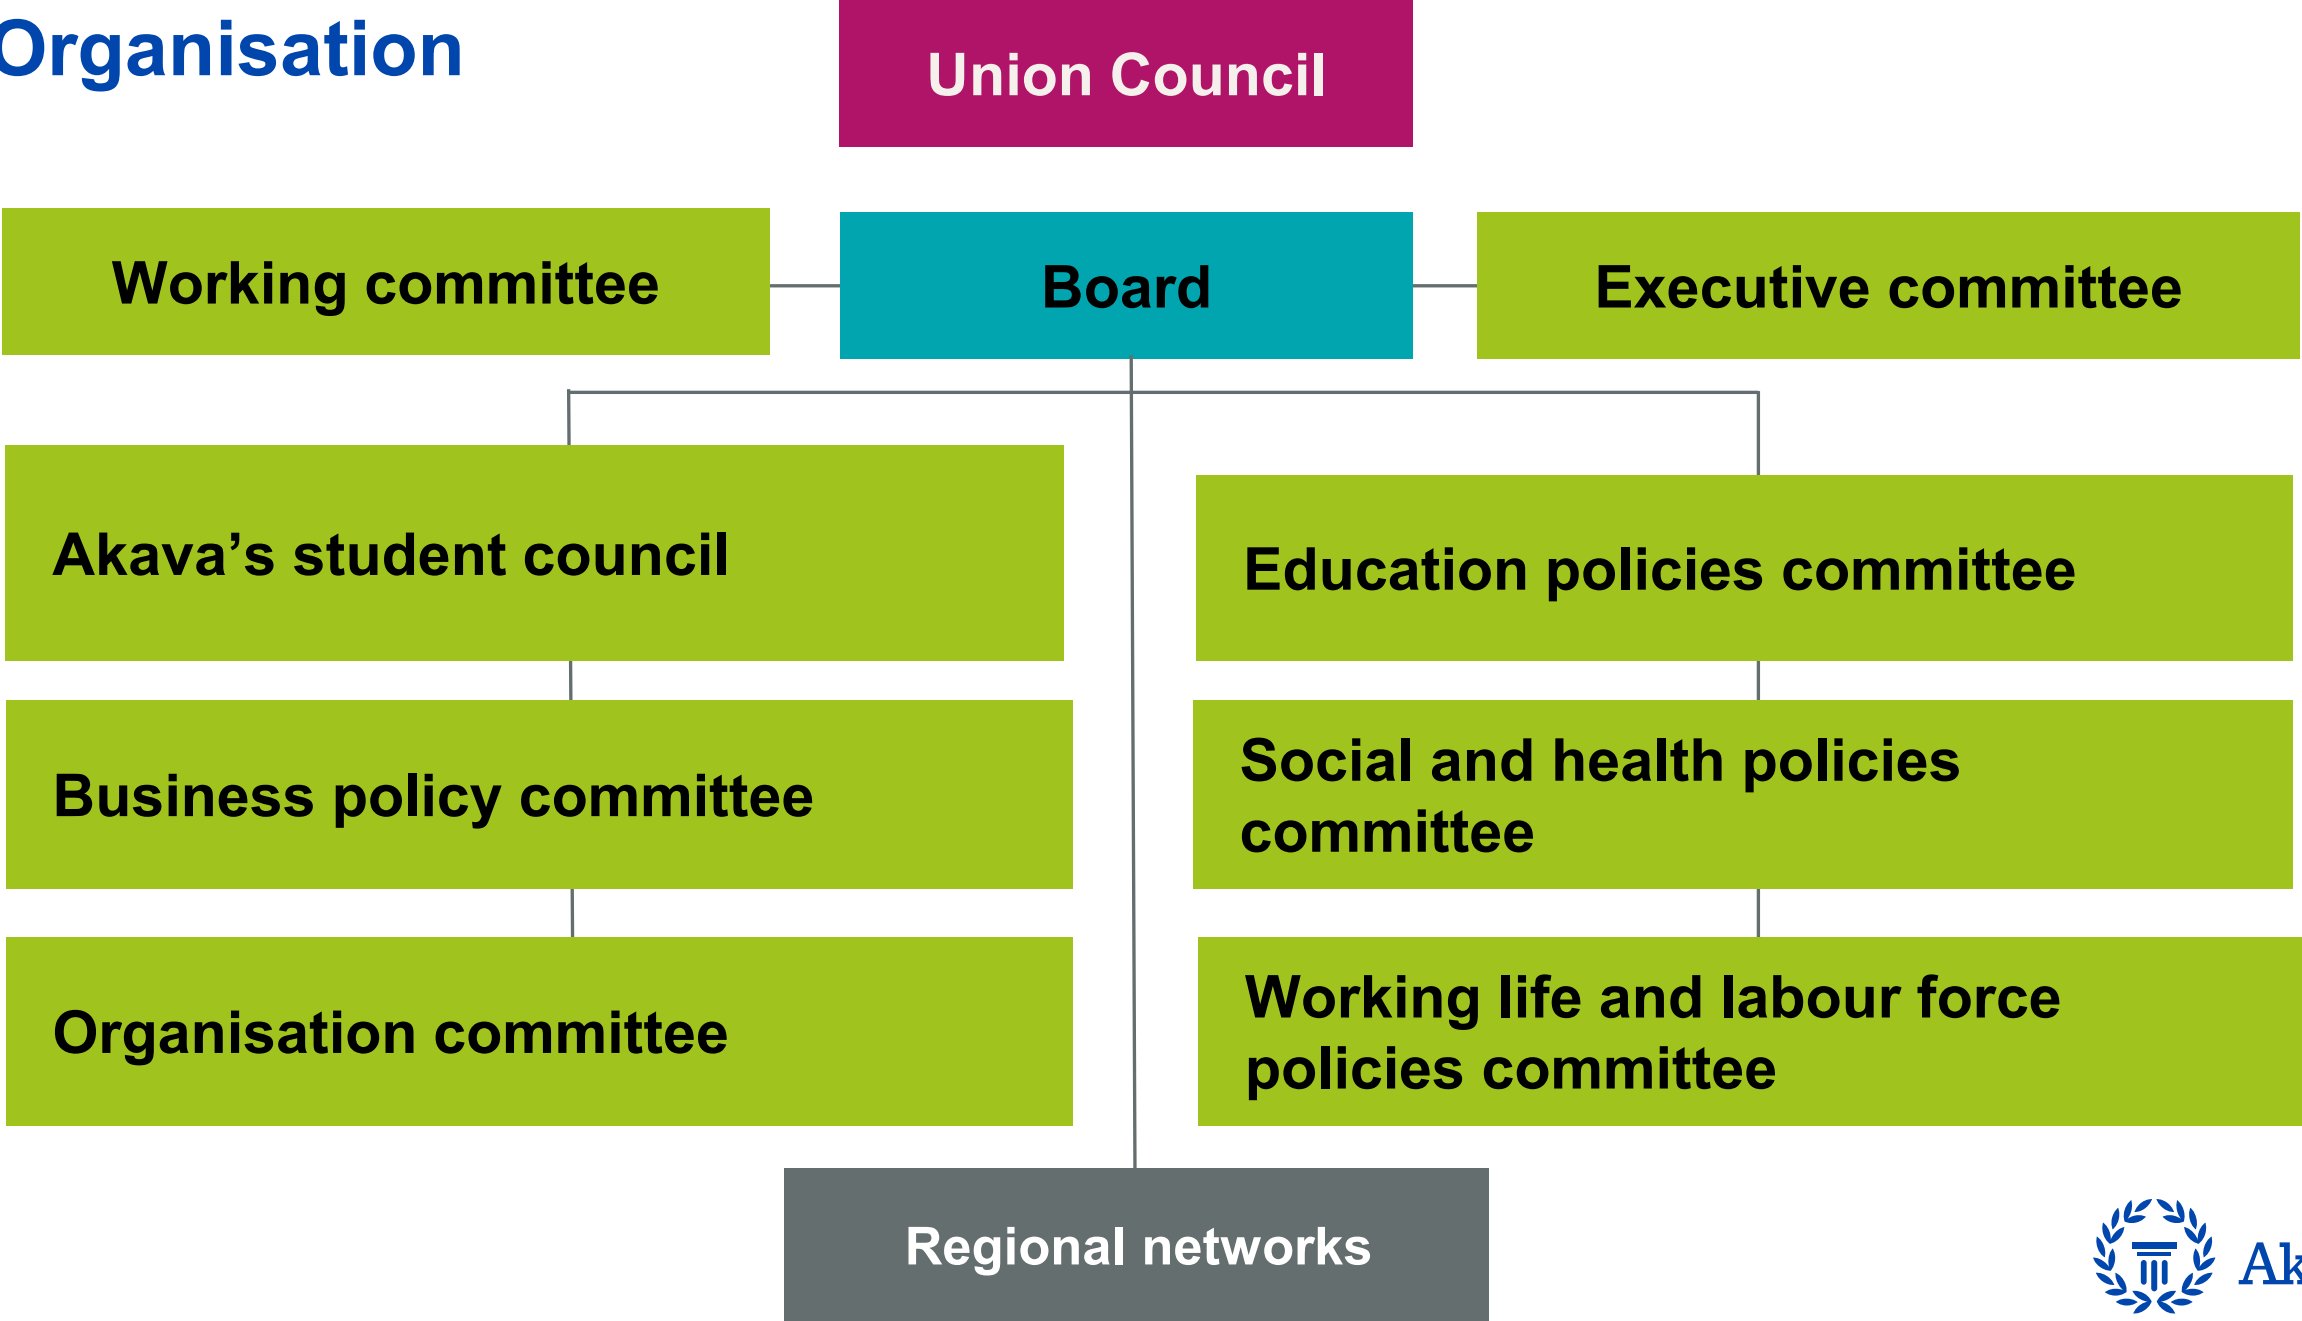 Organisation
Union Council
Working committee
Board
Executive committee
Akava’s student council
Education policies committee
Business policy committee
Social and health policies
committee
Organisation committee
Working life and labour force
policies committee
Regional networks